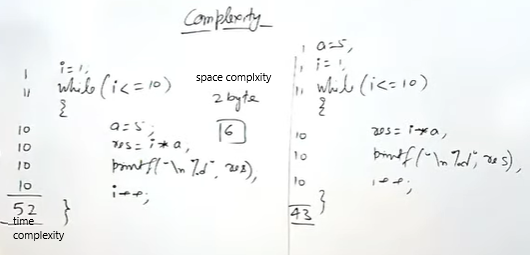 Complexity
1 i=1;
11 while(i<=10)
{
10 a=5;
10 res=i*a,
10 printf("\n %d", res),
10 i++;
52 }
time
complexity
space complxity
2 byte
6
1 a=5,
1 i=1,
11 while(i<=10)
{
10 res=i*a,
10 printf("\n %d", res),
10 i++;
43 }